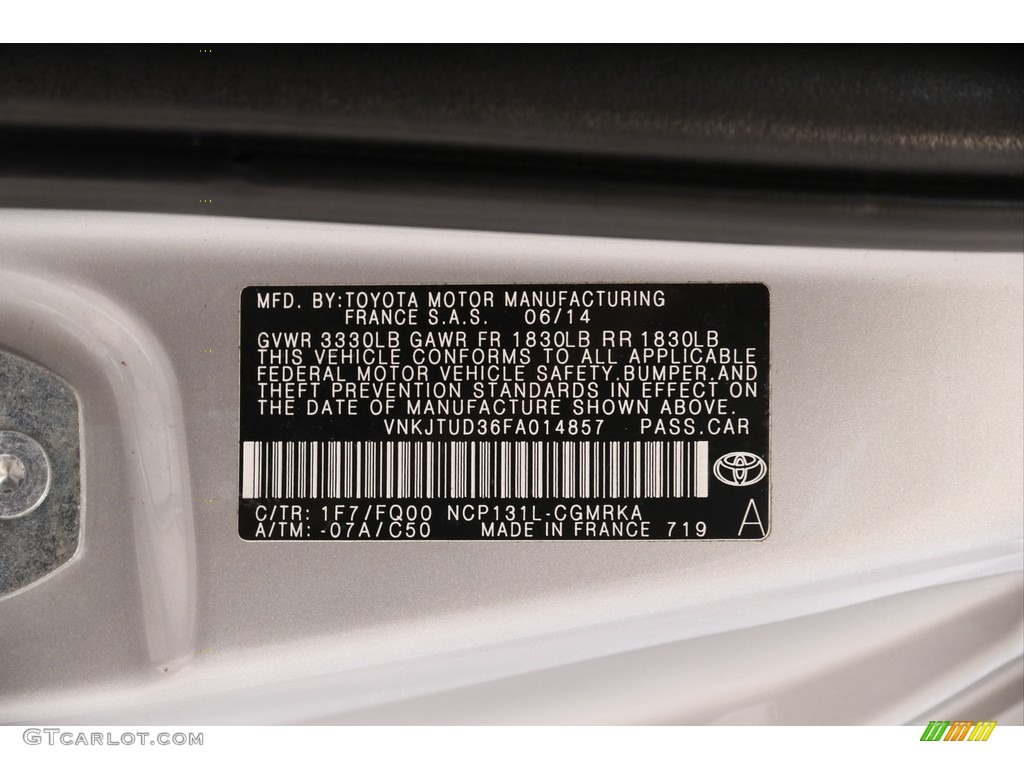 MFD. BY:TOYOTA MOTOR MANUFACTURING
FRANCE S.A.S. 06/14
GVWR 3330LB GAWR FR 1830LB RR 1830LB
THIS VEHICLE CONFORMS TO ALL APPLICABLE
FEDERAL MOTOR VEHICLE SAFETY,BUMPER,AND
THEFT PREVENTION STANDARDS IN EFFECT ON
THE DATE OF MANUFACTURE SHOWN ABOVE.
VNKJTUD36FA014857 PASS.CAR
C/TR: 1F7/FQ00 NCP131L-CGMRKA
A/TM: -07A/C50 MADE IN FRANCE 719 A
GTCARLOT.COM